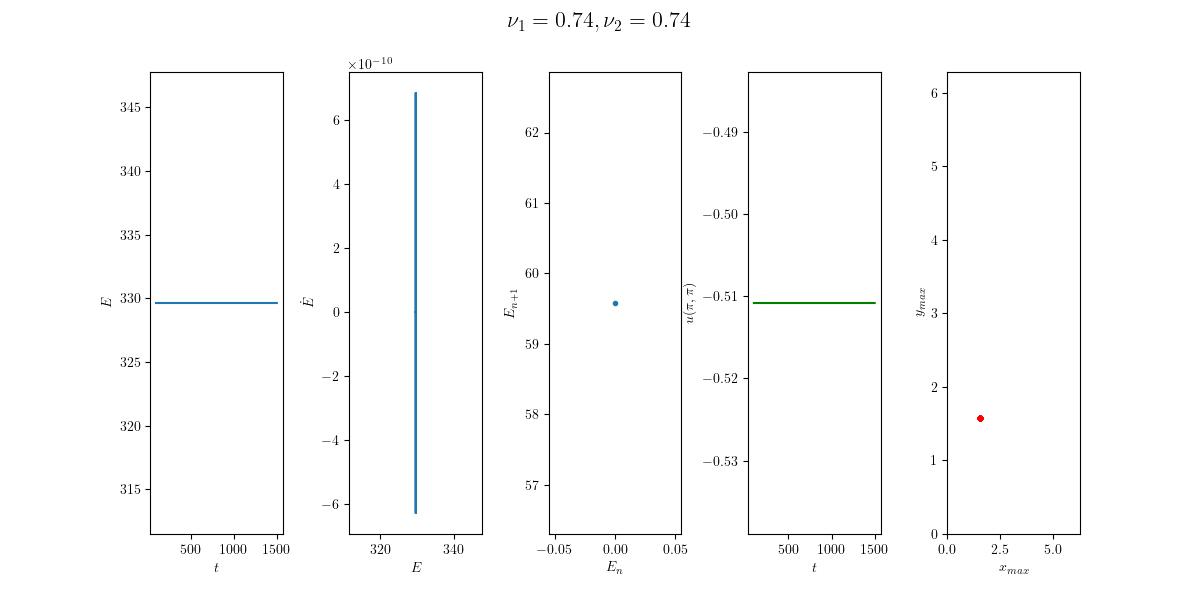 ν₁ = 0.74, ν₂ = 0.74
×10⁻¹⁰
345
340
335
330
325
320
315
E
500 1000 1500
t
6
4
2
0
−2
−4
−6
Ė
320 340
E
62
61
60
59
58
57
Eₙ₊₁
−0.05 0.00 0.05
Eₙ
−0.49
−0.50
−0.51
−0.52
−0.53
u(π, π)
500 1000 1500
t
6
5
4
3
2
1
0
y_max
0.0 2.5 5.0
x_max